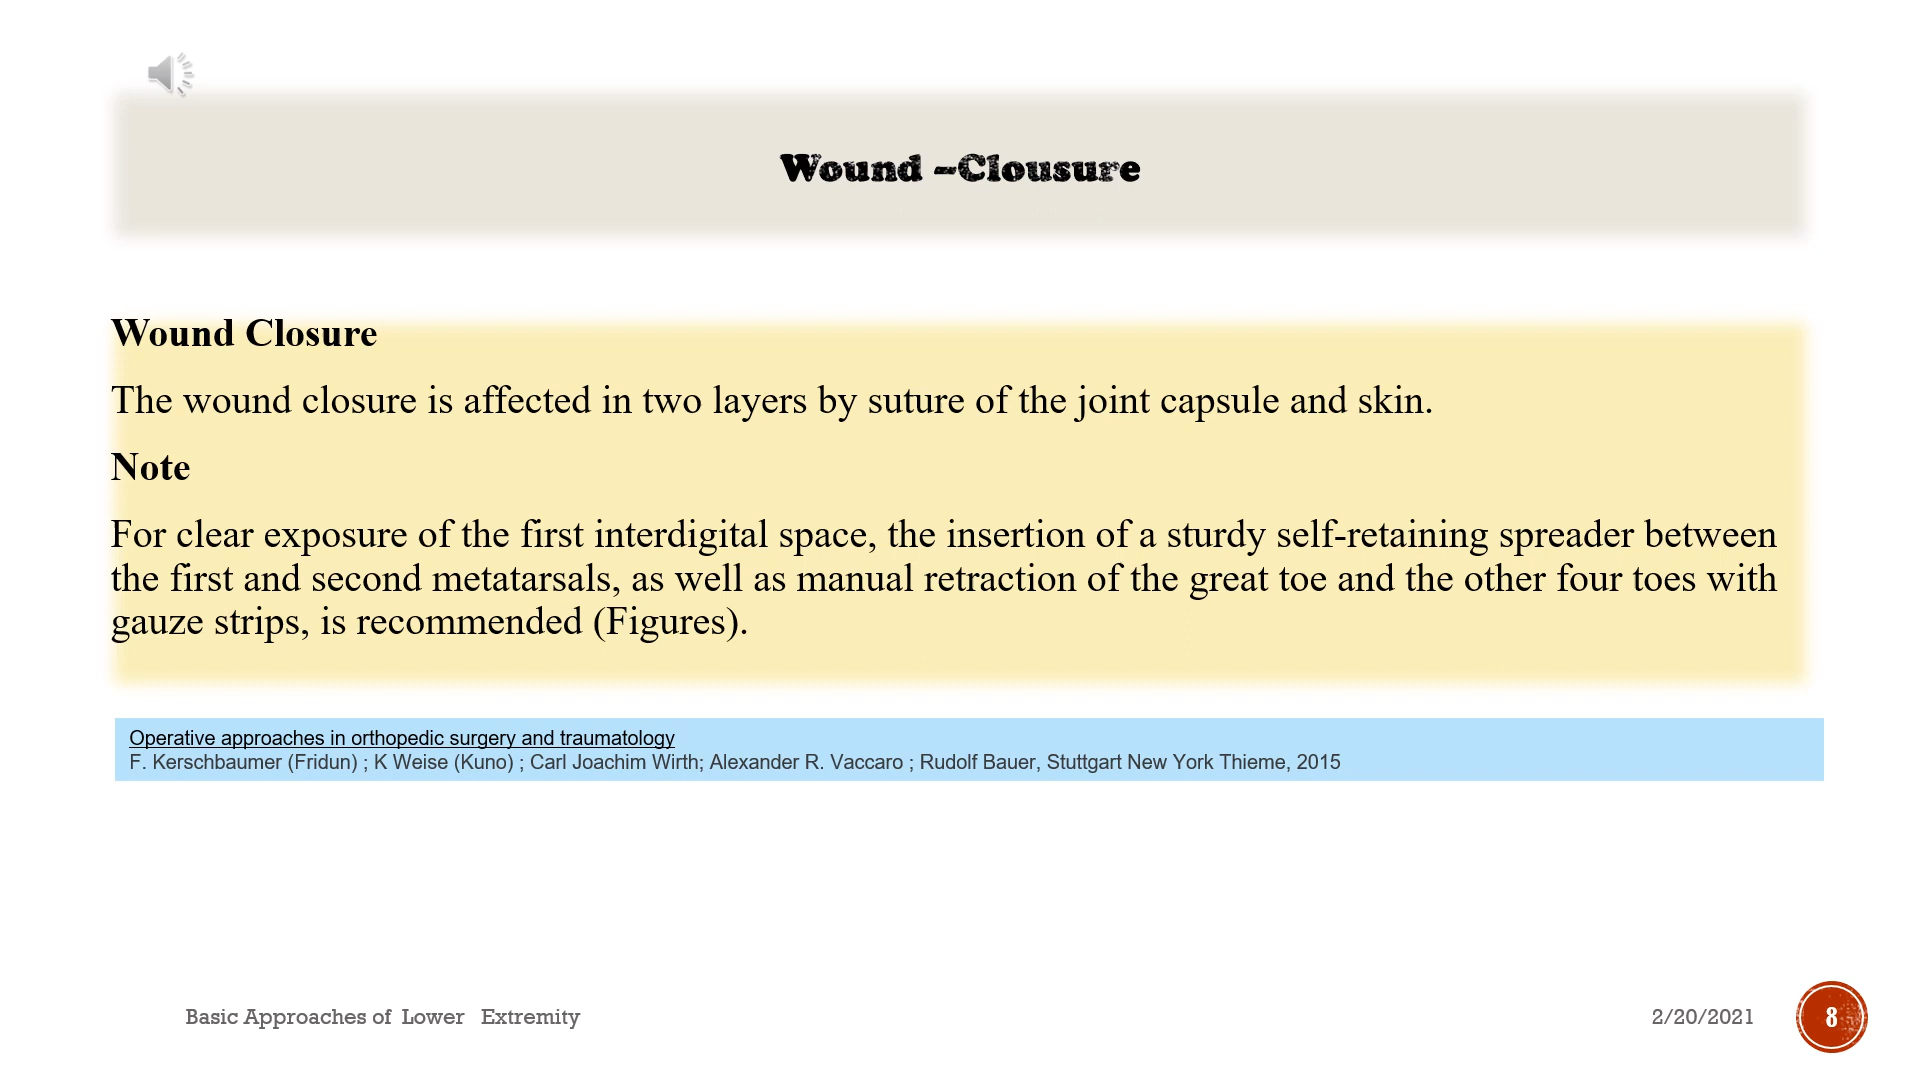 Wound –Clousure
Wound Closure
The wound closure is affected in two layers by suture of the joint capsule and skin.
Note
For clear exposure of the first interdigital space, the insertion of a sturdy self-retaining spreader between
the first and second metatarsals, as well as manual retraction of the great toe and the other four toes with
gauze strips, is recommended (Figures).
Operative approaches in orthopedic surgery and traumatology
F. Kerschbaumer (Fridun) ; K Weise (Kuno) ; Carl Joachim Wirth; Alexander R. Vaccaro ; Rudolf Bauer, Stuttgart New York Thieme, 2015
Basic Approaches of Lower Extremity
2/20/2021
8